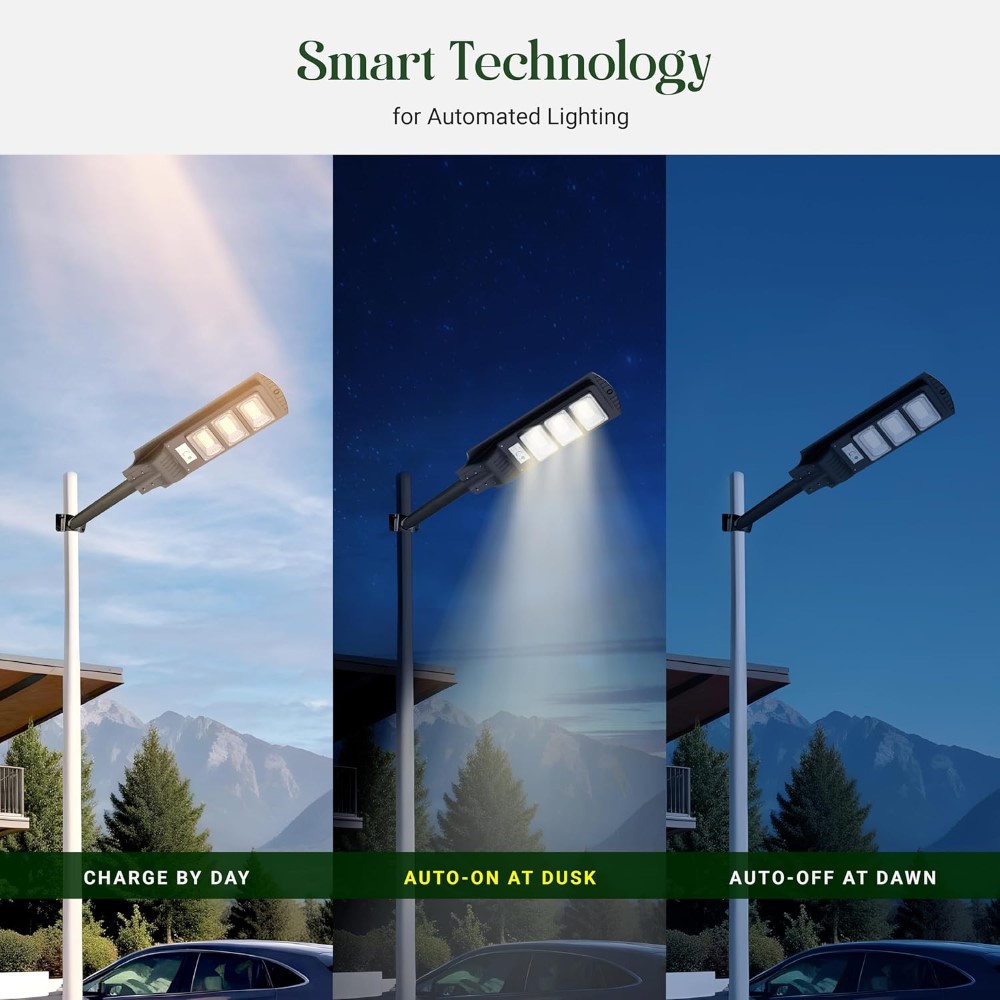 Smart Technology
for Automated Lighting
CHARGE BY DAY
AUTO-ON AT DUSK
AUTO-OFF AT DAWN